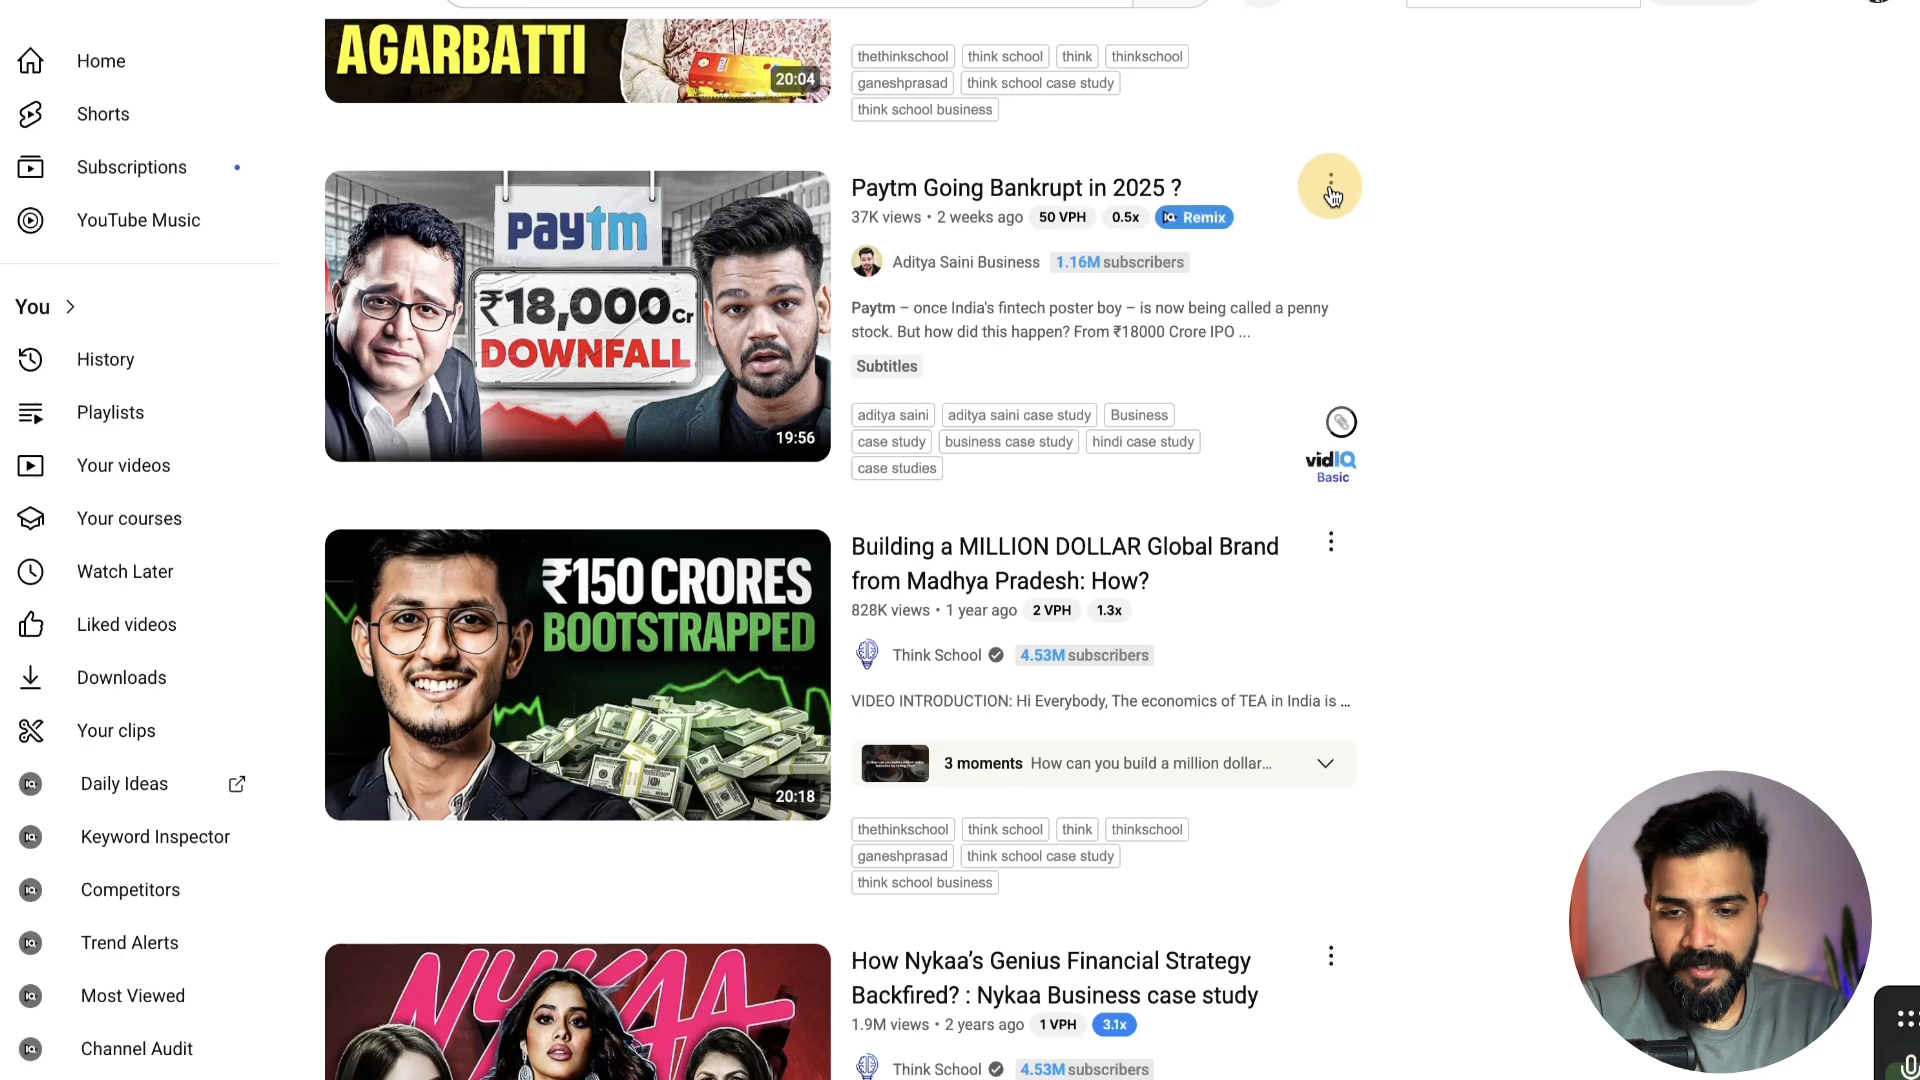 Home
Shorts
Subscriptions
YouTube Music
You
History
Playlists
Your videos
Your courses
Watch Later
Liked videos
Downloads
Your clips
Daily Ideas
Keyword Inspector
Competitors
Trend Alerts
Most Viewed
Channel Audit
AGARBATTI
20:04
thethinkschool think school think thinkschool
ganeshprasad think school case study
think school business
paytm
₹18,000Cr
DOWNFALL
19:56
Paytm Going Bankrupt in 2025 ?
37K views • 2 weeks ago 50 VPH 0.5x IQ Remix
Aditya Saini Business 1.16M subscribers
Paytm – once India's fintech poster boy – is now being called a penny
stock. But how did this happen? From ₹18000 Crore IPO ...
Subtitles
aditya saini aditya saini case study Business
case study business case study hindi case study
case studies
vidIQ
Basic
₹150 CRORES
BOOTSTRAPPED
20:18
Building a MILLION DOLLAR Global Brand
from Madhya Pradesh: How?
828K views • 1 year ago 2 VPH 1.3x
Think School 4.53M subscribers
VIDEO INTRODUCTION: Hi Everybody, The economics of TEA in India is ...
3 moments How can you build a million dollar...
thethinkschool think school think thinkschool
ganeshprasad think school case study
think school business
NYKAA
How Nykaa's Genius Financial Strategy
Backfired? : Nykaa Business case study
1.9M views • 2 years ago 1 VPH 3.1x
Think School 4.53M subscribers